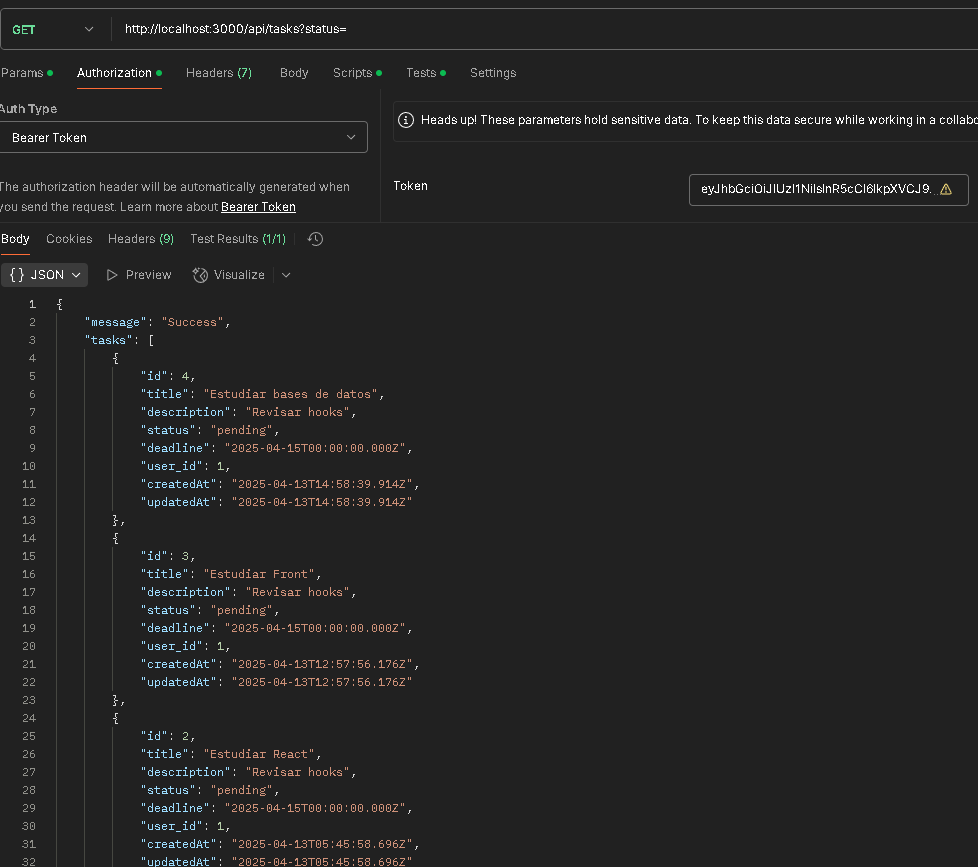 GET http://localhost:3000/api/tasks?status=
Params Authorization Headers (7) Body Scripts Tests Settings
Auth Type
Bearer Token
Heads up! These parameters hold sensitive data. To keep this data secure while working in a collabo
The authorization header will be automatically generated when
you send the request. Learn more about Bearer Token
Token
eyJhbGciOiJIUzI1NiIsInR5cCI6IkpXVCJ9.
Body Cookies Headers (9) Test Results (1/1)
{} JSON Preview Visualize
1 {
2 "message": "Success",
3 "tasks": [
4 {
5 "id": 4,
6 "title": "Estudiar bases de datos",
7 "description": "Revisar hooks",
8 "status": "pending",
9 "deadline": "2025-04-15T00:00:00.000Z",
10 "user_id": 1,
11 "createdAt": "2025-04-13T14:58:39.914Z",
12 "updatedAt": "2025-04-13T14:58:39.914Z"
13 },
14 {
15 "id": 3,
16 "title": "Estudiar Front",
17 "description": "Revisar hooks",
18 "status": "pending",
19 "deadline": "2025-04-15T00:00:00.000Z",
20 "user_id": 1,
21 "createdAt": "2025-04-13T12:57:56.176Z",
22 "updatedAt": "2025-04-13T12:57:56.176Z"
23 },
24 {
25 "id": 2,
26 "title": "Estudiar React",
27 "description": "Revisar hooks",
28 "status": "pending",
29 "deadline": "2025-04-15T00:00:00.000Z",
30 "user_id": 1,
31 "createdAt": "2025-04-13T05:45:58.696Z",
32 "updatedAt": "2025-04-13T05:45:58.696Z"